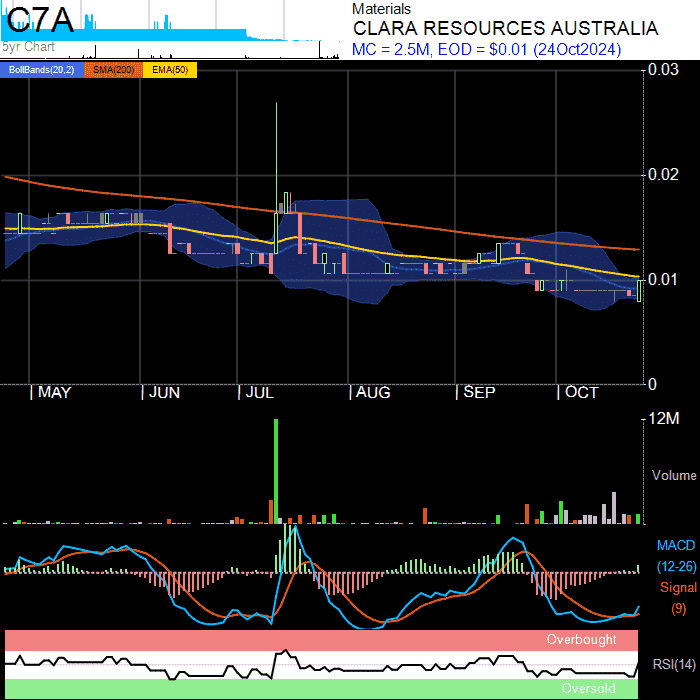 C7A
5yr Chart
Materials
CLARA RESOURCES AUSTRALIA
MC = 2.5M, EOD = $0.01 (24Oct2024)
BollBands(20,2) SMA(200) EMA(50)
0.03
0.02
0.01
0
MAY JUN JUL AUG SEP OCT
12M
Volume
MACD
(12-26)
Signal
(9)
Overbought
RSI(14)
Oversold